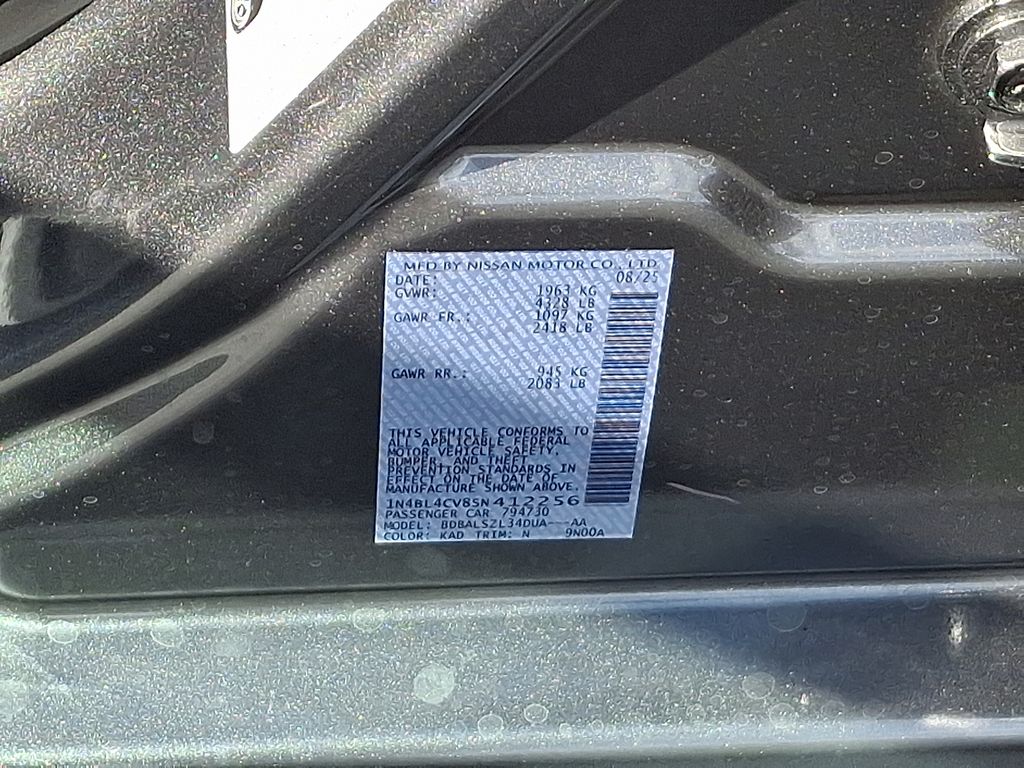 MFD BY NISSAN MOTOR CO., LTD.
DATE: 08/25
GVWR: 1963 KG
4328 LB
GAWR FR.: 1097 KG
2418 LB
GAWR RR.: 945 KG
2083 LB
THIS VEHICLE CONFORMS TO
ALL APPLICABLE FEDERAL
MOTOR VEHICLE SAFETY,
BUMPER, AND THEFT
PREVENTION STANDARDS IN
EFFECT ON THE DATE OF
MANUFACTURE SHOWN ABOVE.
1N4BL4CV8SN412256
PASSENGER CAR 794730
MODEL: BDBALSZL34DUA---AA
COLOR: KAD TRIM: N 9N00A